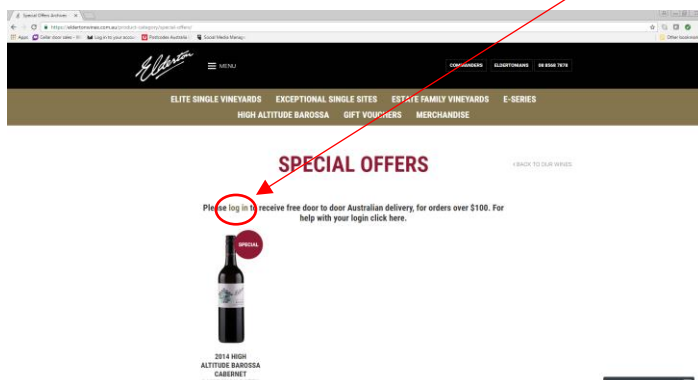 Special Offers Archives
https://eldertonwines.com.au/product-category/special-offers/
Apps
Log in to your accou
Postcodes Australia
Social Media Manag
Other bookmark
Elderton
MENU
COMMANDERS ELDERTONIANS 08 8568 7878
ELITE SINGLE VINEYARDS EXCEPTIONAL SINGLE SITES ESTATE FAMILY VINEYARDS E-SERIES
HIGH ALTITUDE BAROSSA GIFT VOUCHERS MERCHANDISE
SPECIAL OFFERS
<BACK TO OUR WINES
Please log in to receive free door to door Australian delivery, for orders over $100. For
help with your login click here.
SPECIAL
2014 HIGH
ALTITUDE BAROSSA
CABERNET